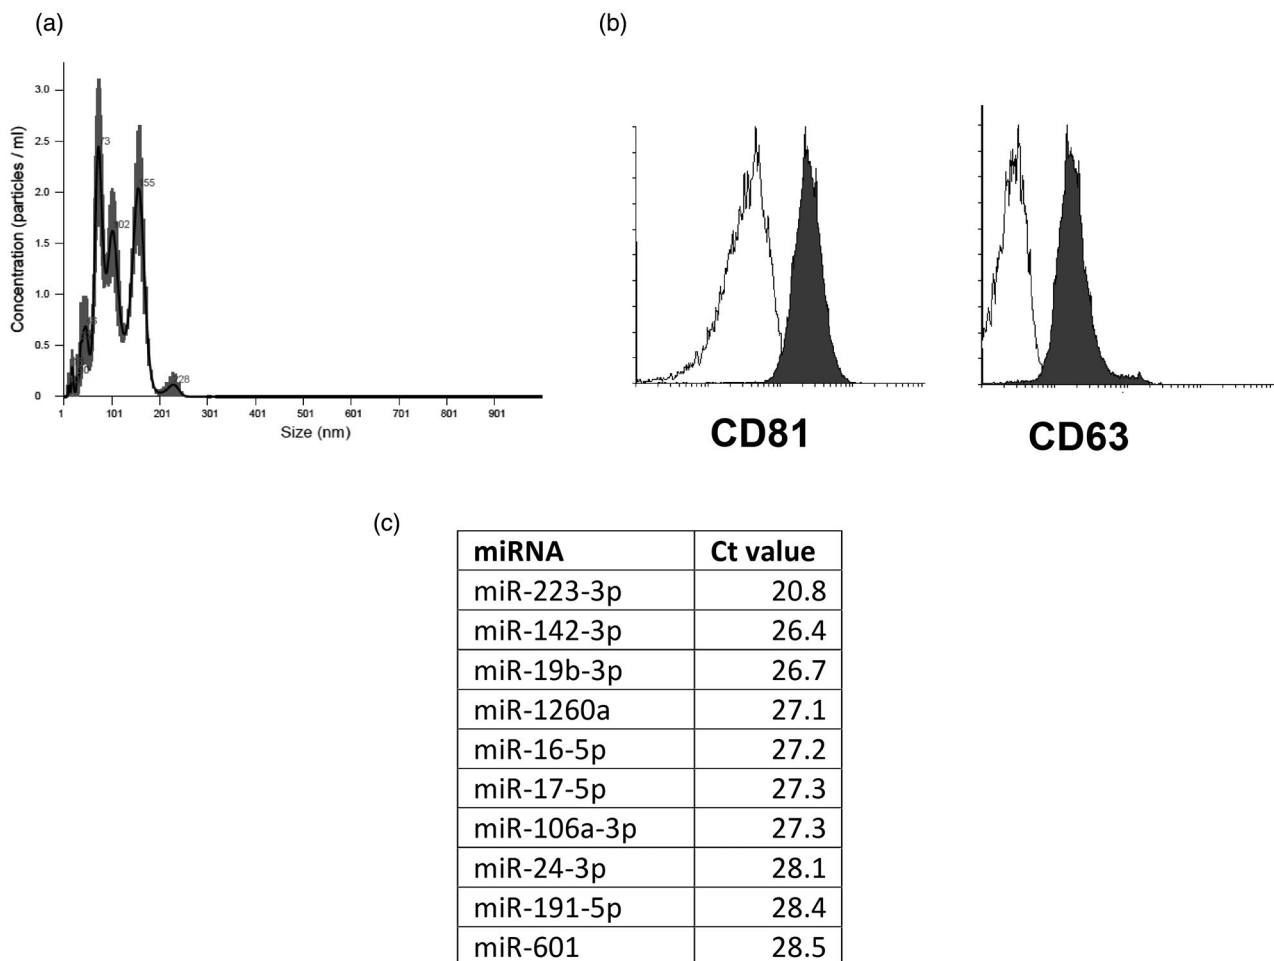 (a)
(b)
Concentration (particles / ml)
3.0
2.5
2.0
1.5
1.0
0.5
0
73
02
55
28
1 101 201 301 401 501 601 701 801 901
Size (nm)
CD81
CD63
(c)
miRNA Ct value
miR-223-3p 20.8
miR-142-3p 26.4
miR-19b-3p 26.7
miR-1260a 27.1
miR-16-5p 27.2
miR-17-5p 27.3
miR-106a-3p 27.3
miR-24-3p 28.1
miR-191-5p 28.4
miR-601 28.5